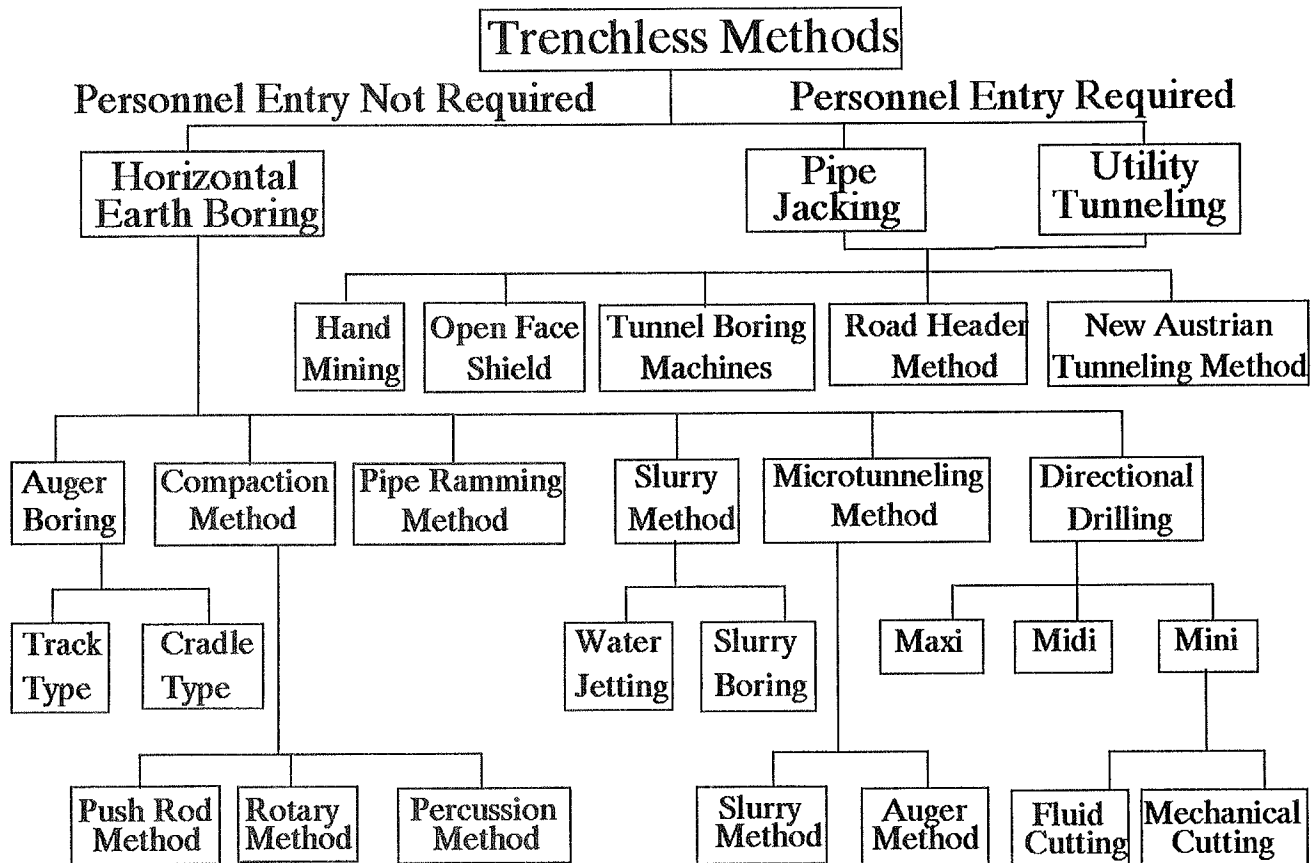 Trenchless Methods
Personnel Entry Not Required
Personnel Entry Required
Horizontal
Earth Boring
Pipe
Jacking
Utility
Tunneling
Hand
Mining
Open Face
Shield
Tunnel Boring
Machines
Road Header
Method
New Austrian
Tunneling Method
Auger
Boring
Compaction
Method
Pipe Ramming
Method
Slurry
Method
Microtunneling
Method
Directional
Drilling
Track
Type
Cradle
Type
Water
Jetting
Slurry
Boring
Maxi
Midi
Mini
Push Rod
Method
Rotary
Method
Percussion
Method
Slurry
Method
Auger
Method
Fluid
Cutting
Mechanical
Cutting